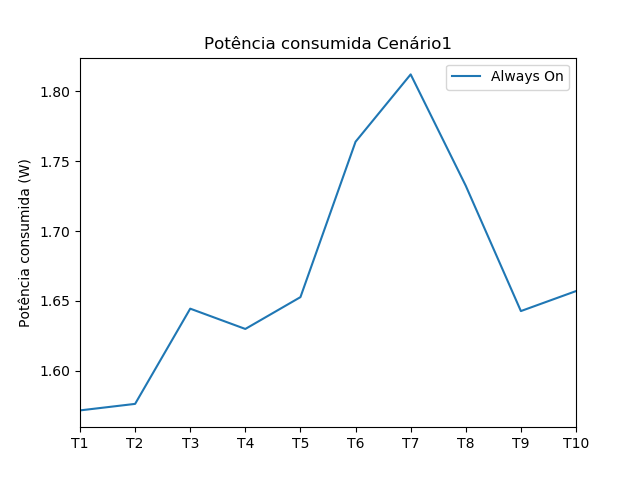 Potência consumida Cenário1
Always On
Potência consumida (W)
1.80
1.75
1.70
1.65
1.60
T1 T2 T3 T4 T5 T6 T7 T8 T9 T10